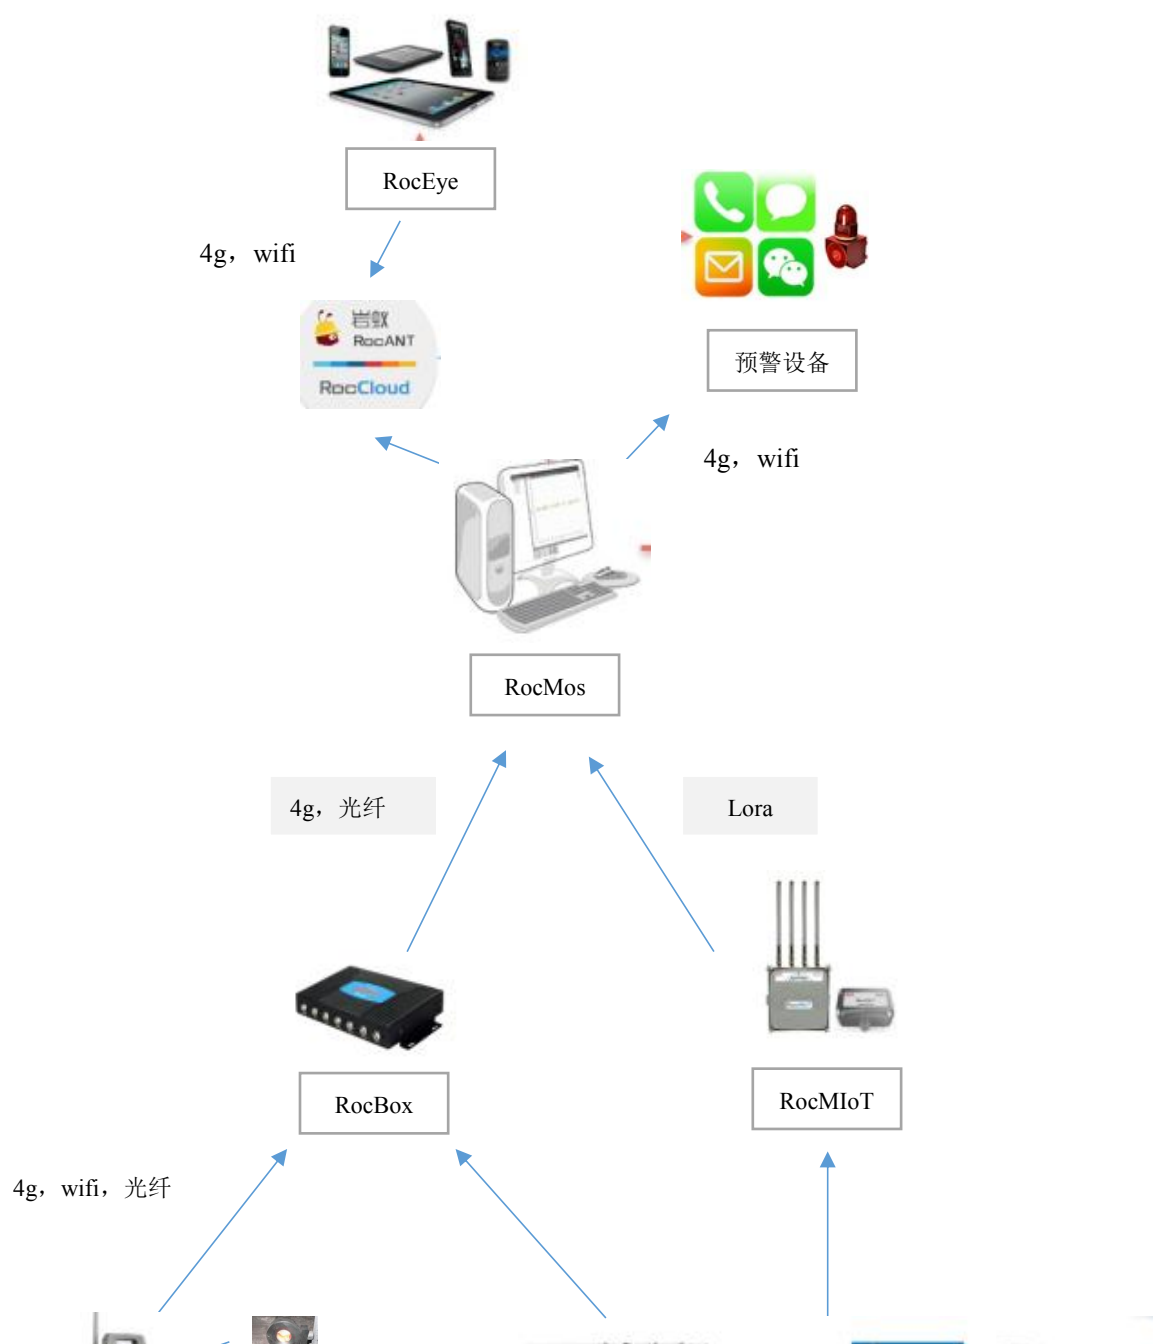 RocEye
4g，wifi
岩蚁
RocANT
RocCloud
预警设备
4g，wifi
RocMos
4g，光纤
Lora
RocBox
RocMIoT
4g，wifi，光纤